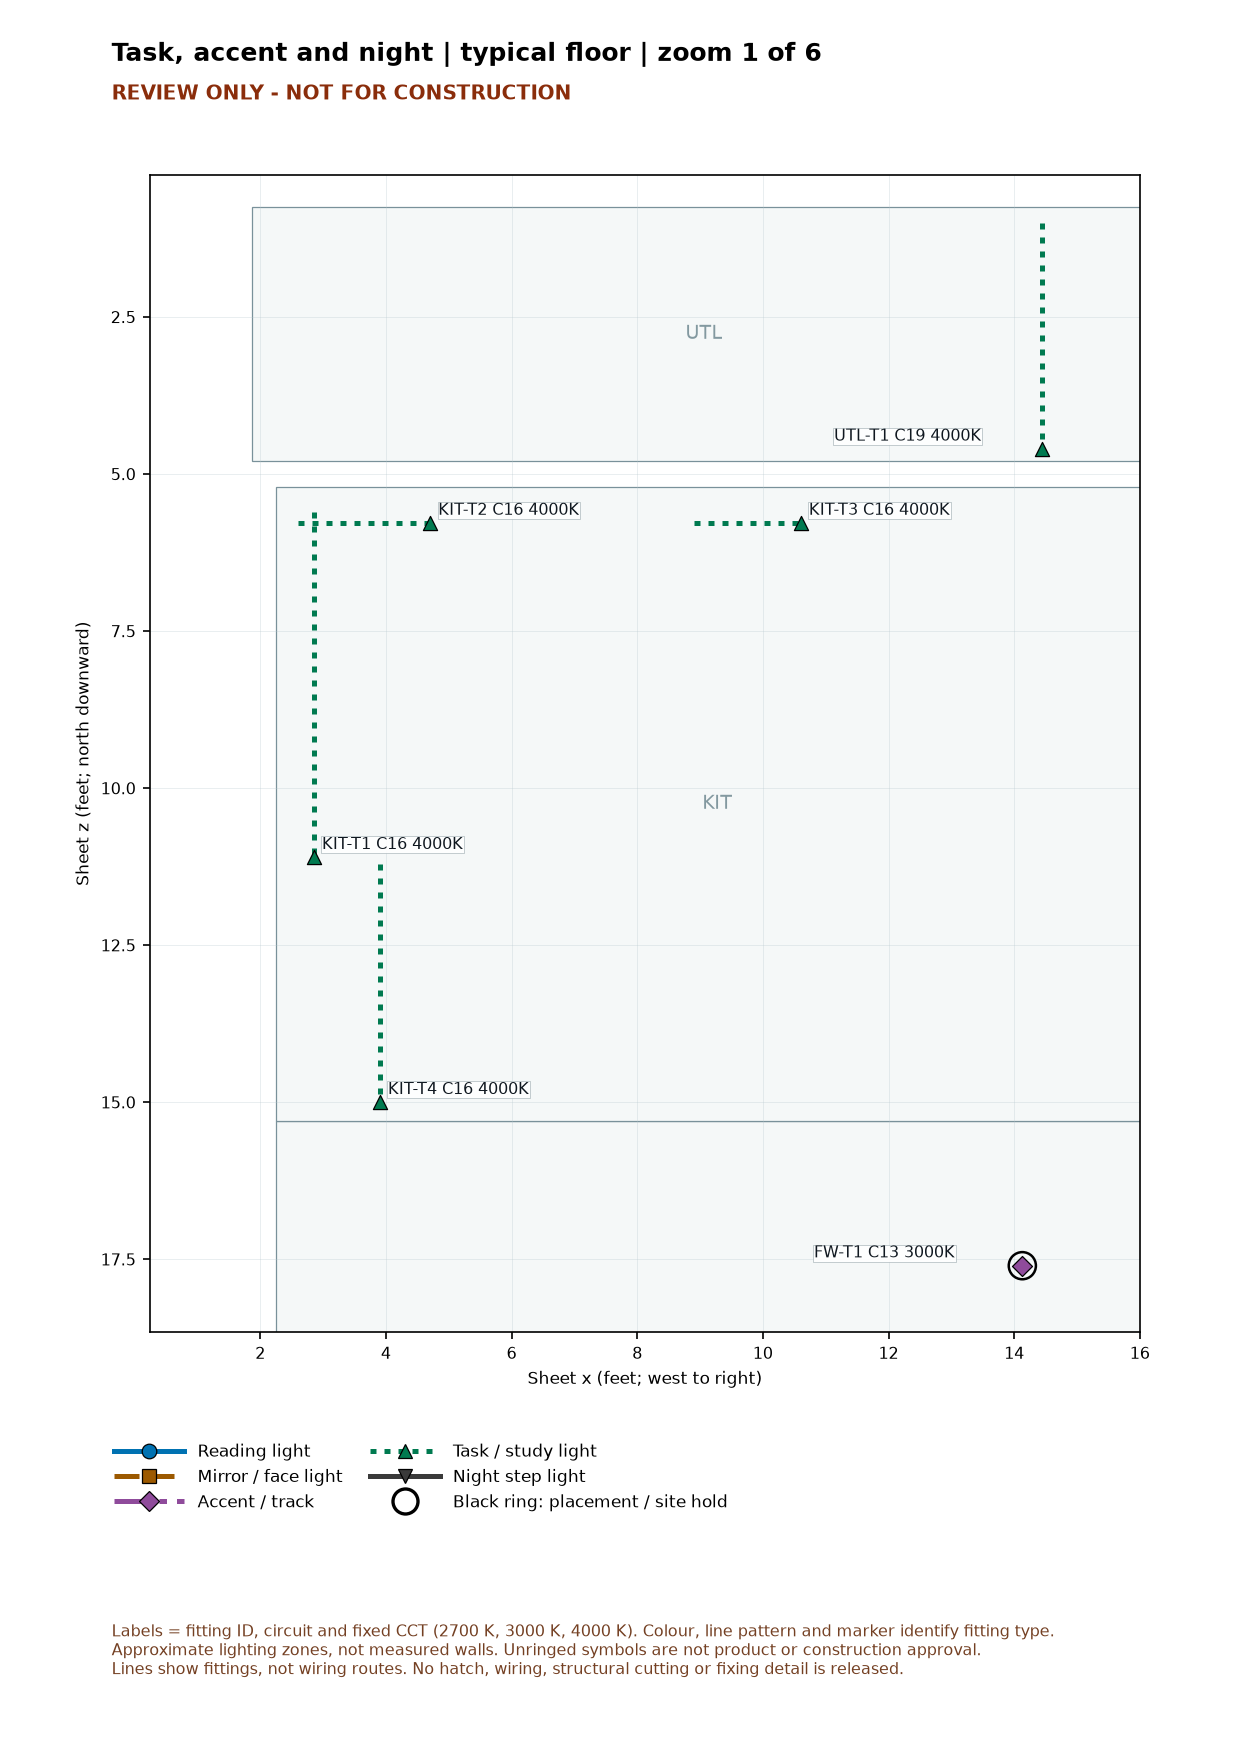 Task, accent and night | typical floor | zoom 1 of 6
REVIEW ONLY - NOT FOR CONSTRUCTION
UTL
2.5
UTL-T1 C19 4000K
5.0
KIT-T2 C16 4000K
KIT-T3 C16 4000K
7.5
Sheet z (feet; north downward)
10.0
KIT
KIT-T1 C16 4000K
12.5
KIT-T4 C16 4000K
15.0
FW-T1 C13 3000K
17.5
2 4 6 8 10 12 14 16
Sheet x (feet; west to right)
Reading light
Mirror / face light
Accent / track
Task / study light
Night step light
Black ring: placement / site hold
Labels = fitting ID, circuit and fixed CCT (2700 K, 3000 K, 4000 K). Colour, line pattern and marker identify fitting type.
Approximate lighting zones, not measured walls. Unringed symbols are not product or construction approval.
Lines show fittings, not wiring routes. No hatch, wiring, structural cutting or fixing detail is released.